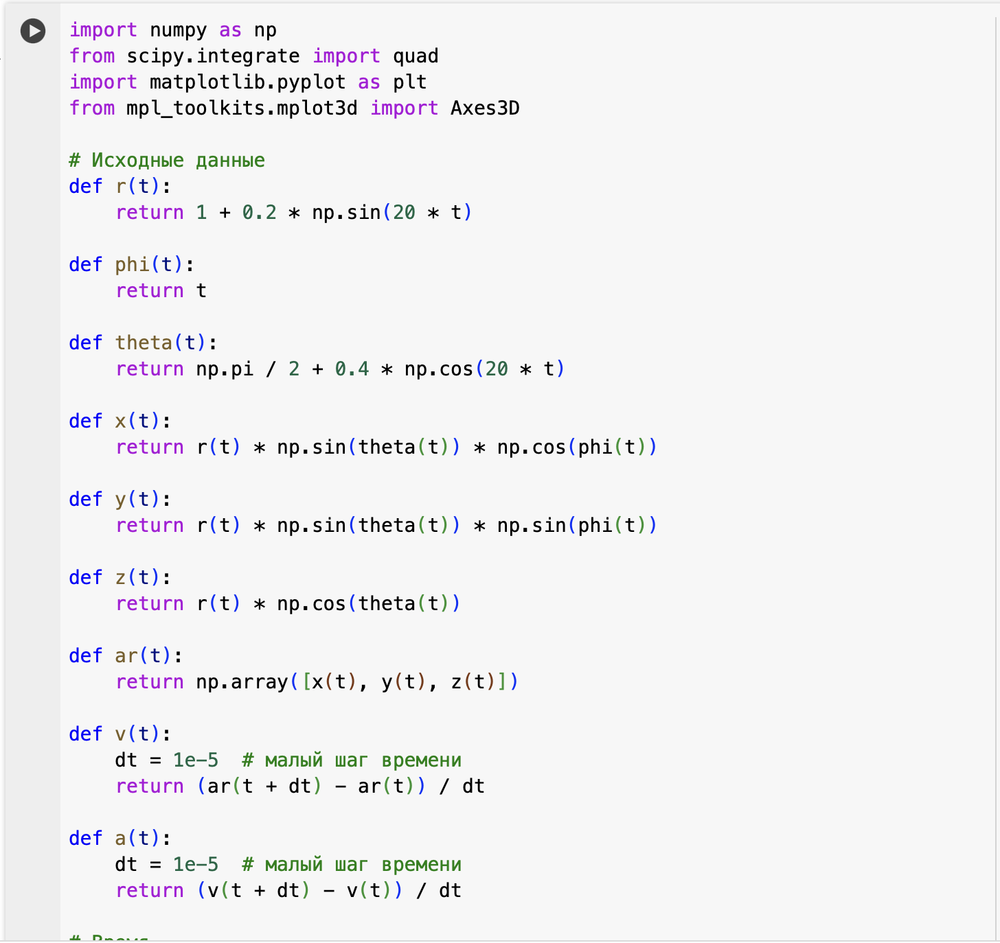 import numpy as np
from scipy.integrate import quad
import matplotlib.pyplot as plt
from mpl_toolkits.mplot3d import Axes3D
# Исходные данные
def r(t):
    return 1 + 0.2 * np.sin(20 * t)
def phi(t):
    return t
def theta(t):
    return np.pi / 2 + 0.4 * np.cos(20 * t)
def x(t):
    return r(t) * np.sin(theta(t)) * np.cos(phi(t))
def y(t):
    return r(t) * np.sin(theta(t)) * np.sin(phi(t))
def z(t):
    return r(t) * np.cos(theta(t))
def ar(t):
    return np.array([x(t), y(t), z(t)])
def v(t):
    dt = 1e-5  # малый шаг времени
    return (ar(t + dt) - ar(t)) / dt
def a(t):
    dt = 1e-5  # малый шаг времени
    return (v(t + dt) - v(t)) / dt